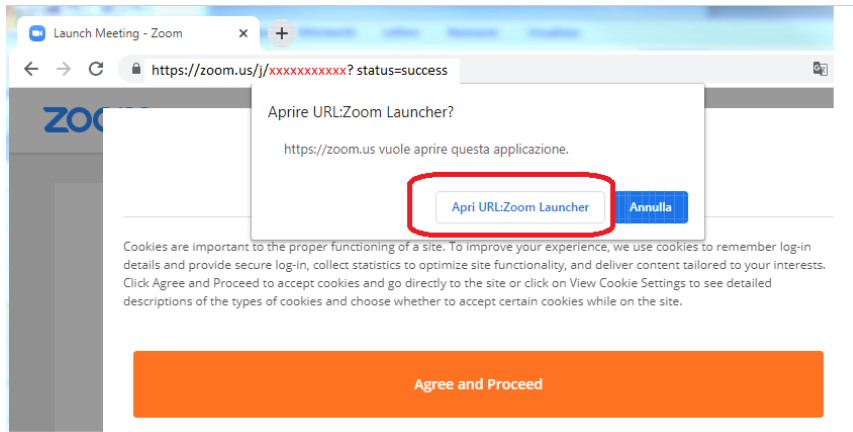 Launch Meeting - Zoom
https://zoom.us/j/xxxxxxxxxxx? status=success
Aprire URL:Zoom Launcher?
https://zoom.us vuole aprire questa applicazione.
Apri URL:Zoom Launcher
Annulla
Cookies are important to the proper functioning of a site. To improve your experience, we use cookies to remember log-in
details and provide secure log-in, collect statistics to optimize site functionality, and deliver content tailored to your interests.
Click Agree and Proceed to accept cookies and go directly to the site or click on View Cookie Settings to see detailed
descriptions of the types of cookies and choose whether to accept certain cookies while on the site.
Agree and Proceed